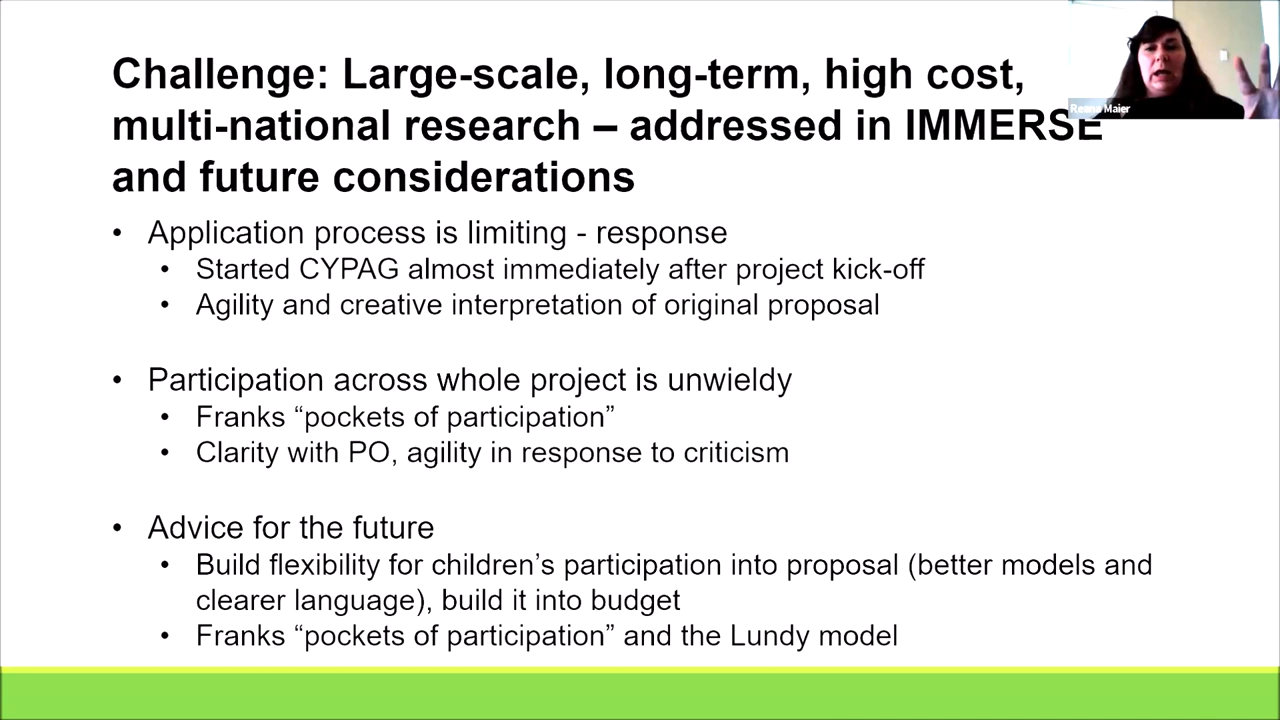 Challenge: Large-scale, long-term, high cost,
multi-national research – addressed in IMMERSE
and future considerations
Reana Maier
• Application process is limiting - response
• Started CYPAG almost immediately after project kick-off
• Agility and creative interpretation of original proposal
• Participation across whole project is unwieldy
• Franks “pockets of participation”
• Clarity with PO, agility in response to criticism
• Advice for the future
• Build flexibility for children’s participation into proposal (better models and
clearer language), build it into budget
• Franks “pockets of participation” and the Lundy model